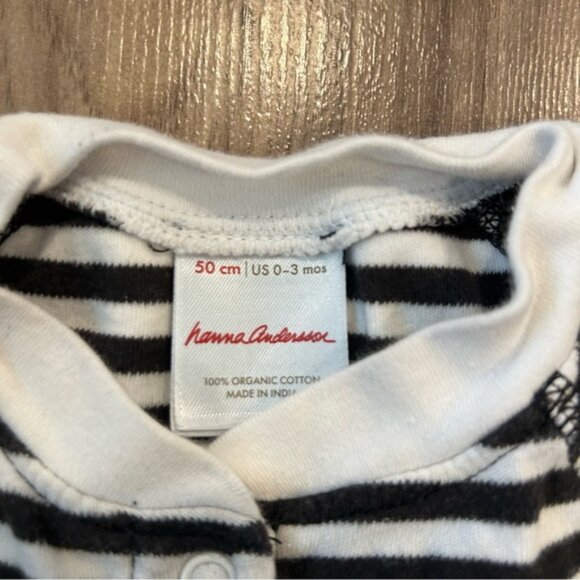 50 cm | US 0-3 mos
hanna andersson
100% ORGANIC COTTON
MADE IN INDIA